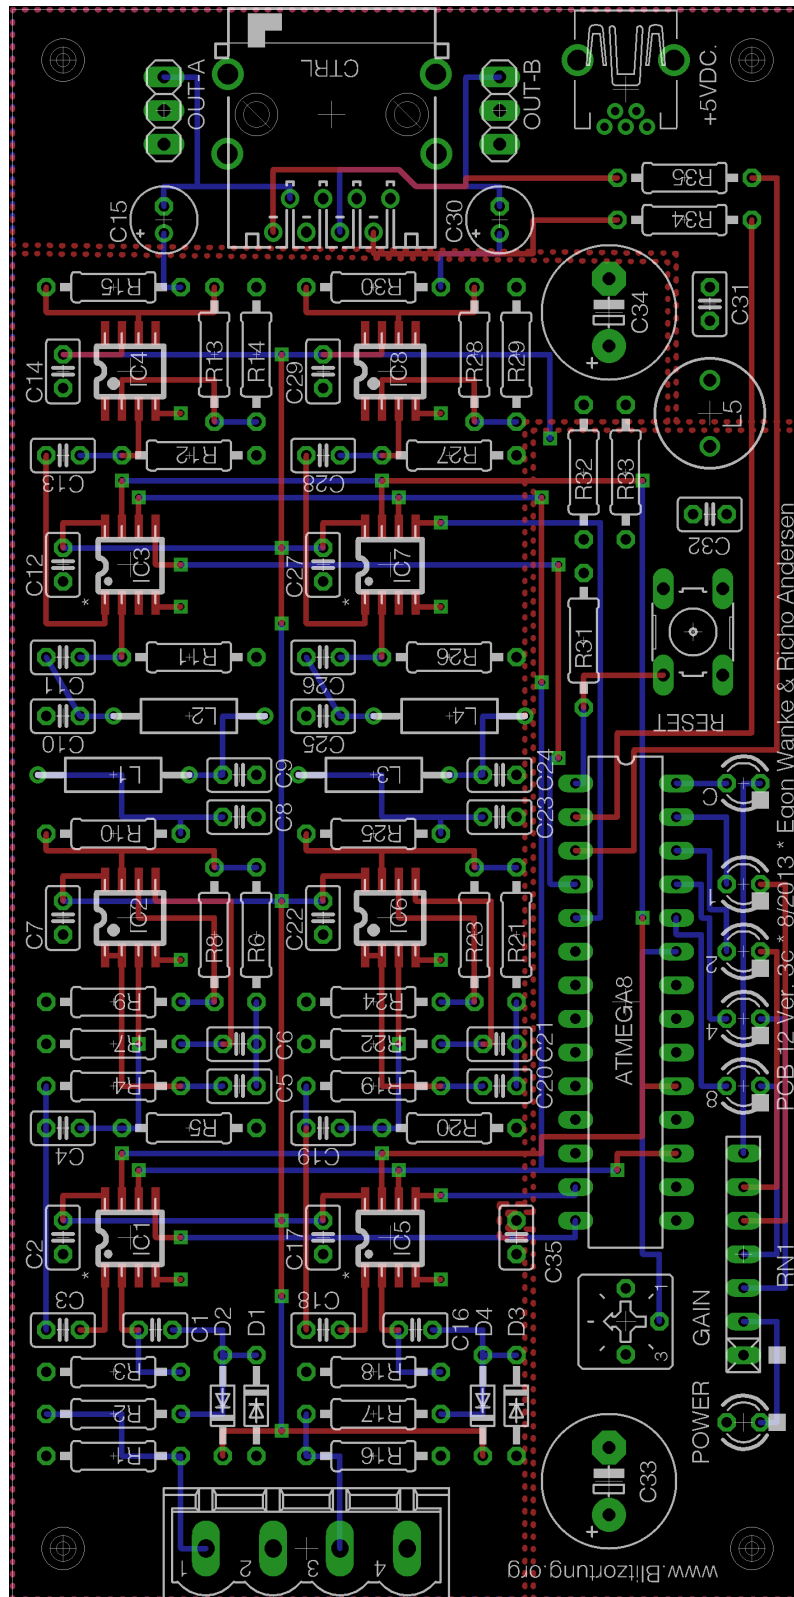 OUT-A
CTRL
OUT-B
+5VDC.
R35
R34
C15
C30
R15
R30
C34
C31
C14
IC4
R13
R14
C29
IC8
R28
R29
L5
C13
R12
C28
R27
R32
R33
C32
C12
IC3
C27
IC7
*
*
R31
C11
R11
C26
R26
C10
L2
C25
L4
RESET
L1
C9
L3
C24
C8
C23
C
R10
R25
C7
IC2
R8
R6
C22
IC6
R23
R21
1
2
R9
R24
4
R7
C6
R22
C21
ATMEGA8
R4
C5
R19
C20
8
C4
R5
C19
R20
PCB 12 Ver. 3c * 8/2013 * Egon Wanke & Richo Andersen
C2
IC1
C17
IC5
C35
*
*
RN1
C3
C1
D2
D1
C18
C16
D4
D3
1
3
GAIN
R3
R18
R2
R17
POWER
R1
R16
C33
1
2
3
4
www.Blitzortung.org